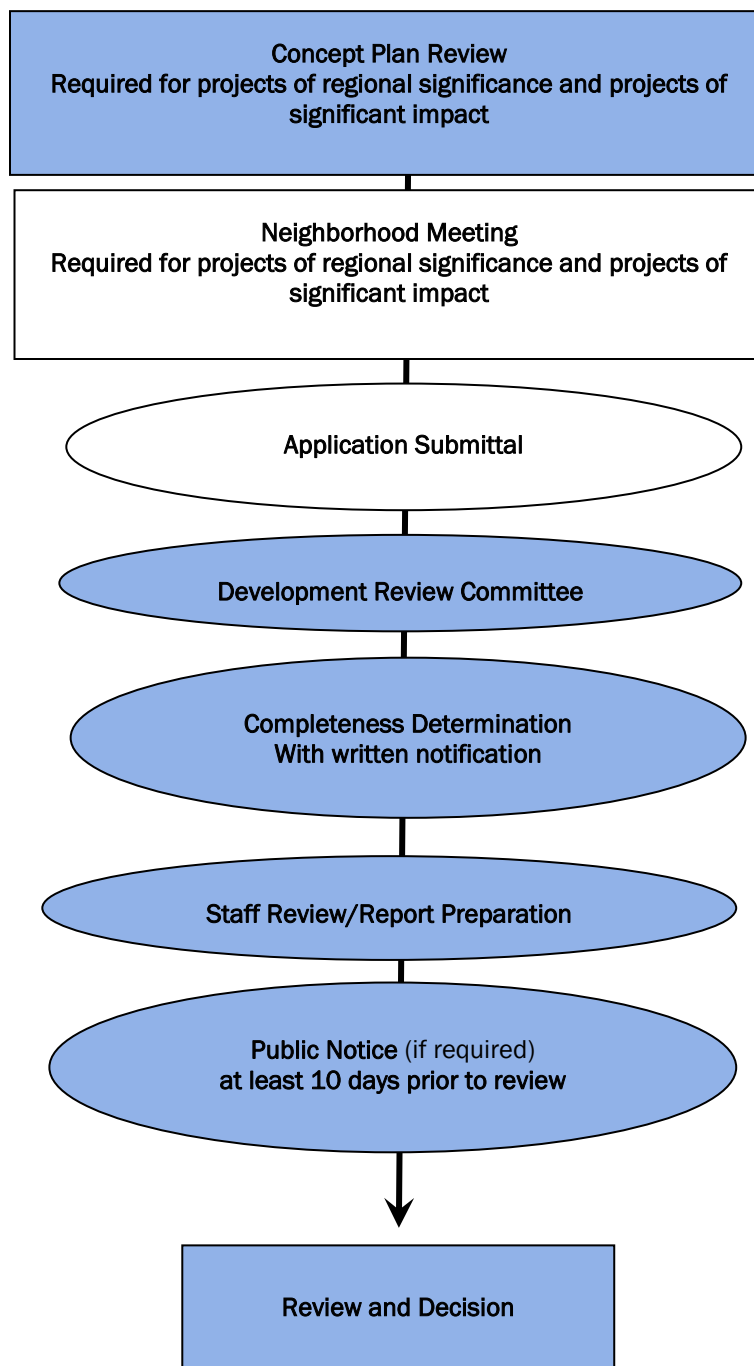 Concept Plan Review
Required for projects of regional significance and projects of
significant impact
Neighborhood Meeting
Required for projects of regional significance and projects of
significant impact
Application Submittal
Development Review Committee
Completeness Determination
With written notification
Staff Review/Report Preparation
Public Notice (if required)
at least 10 days prior to review
Review and Decision